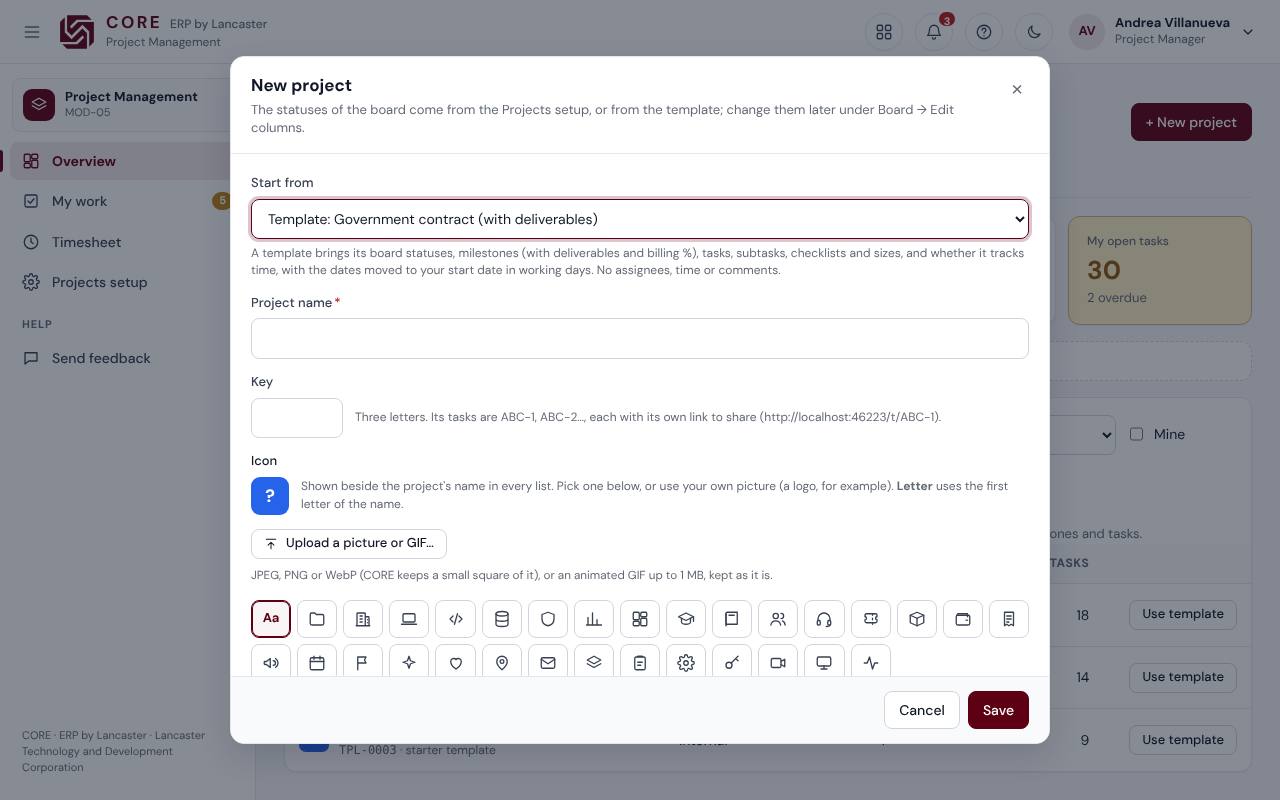 CORE ERP by Lancaster
Project Management
3
AV
Andrea Villanueva
Project Manager
Project Management
MOD-05
Overview
My work
5
Timesheet
Projects setup
HELP
Send feedback
CORE · ERP by Lancaster · Lancaster
Technology and Development
Corporation
+ New project
My open tasks
30
2 overdue
Mine
ones and tasks.
TASKS
18 Use template
14 Use template
9 Use template
TPL-0003 · starter template
New project
The statuses of the board come from the Projects setup, or from the template; change them later under Board → Edit
columns.
Start from
Template: Government contract (with deliverables)
A template brings its board statuses, milestones (with deliverables and billing %), tasks, subtasks, checklists and sizes, and whether it tracks
time, with the dates moved to your start date in working days. No assignees, time or comments.
Project name *
Key
Three letters. Its tasks are ABC-1, ABC-2…, each with its own link to share (http://localhost:46223/t/ABC-1).
Icon
?
Shown beside the project's name in every list. Pick one below, or use your own picture (a logo, for example). Letter uses the first
letter of the name.
Upload a picture or GIF…
JPEG, PNG or WebP (CORE keeps a small square of it), or an animated GIF up to 1 MB, kept as it is.
Aa
Cancel
Save